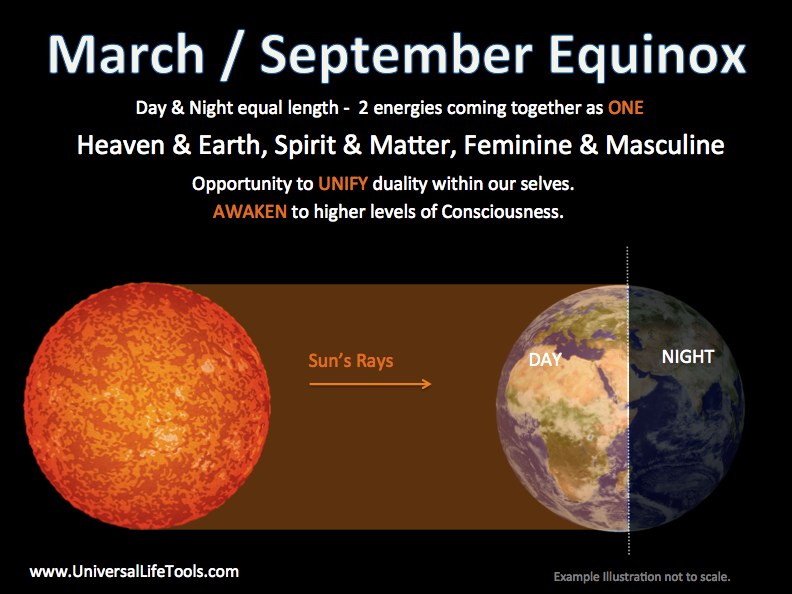 March / September Equinox
Day & Night equal length - 2 energies coming together as ONE
Heaven & Earth, Spirit & Matter, Feminine & Masculine
Opportunity to UNIFY duality within our selves.
AWAKEN to higher levels of Consciousness.
Sun's Rays
DAY
NIGHT
www.UniversalLifeTools.com
Example Illustration not to scale.